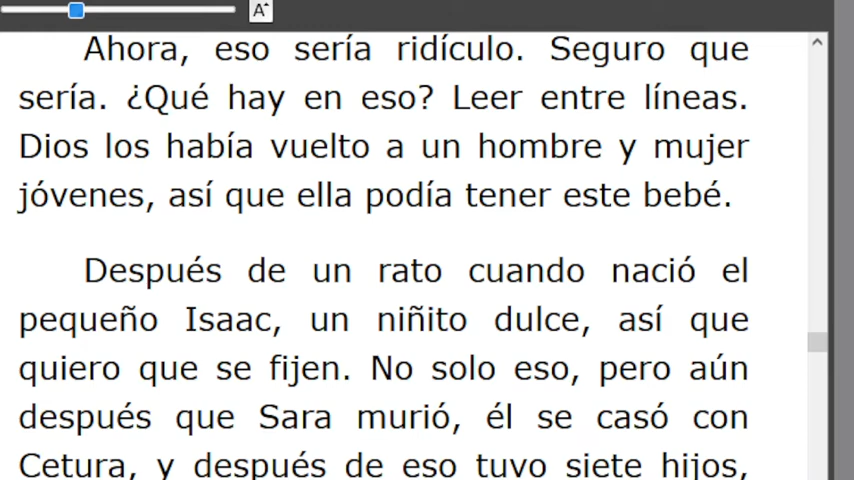 A
Ahora, eso sería ridículo. Seguro que
sería. ¿Qué hay en eso? Leer entre líneas.
Dios los había vuelto a un hombre y mujer
jóvenes, así que ella podía tener este bebé.
Después de un rato cuando nació el
pequeño Isaac, un niñito dulce, así que
quiero que se fijen. No solo eso, pero aún
después que Sara murió, él se casó con
Cetura, y después de eso tuvo siete hijos,